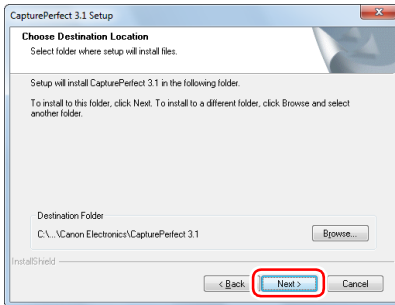 CapturePerfect 3.1 Setup
Choose Destination Location
Select folder where setup will install files.
Setup will install CapturePerfect 3.1 in the following folder.
To install to this folder, click Next. To install to a different folder, click Browse and select
another folder.
Destination Folder
C:\...\Canon Electronics\CapturePerfect 3.1
Browse...
InstallShield
< Back
Next >
Cancel